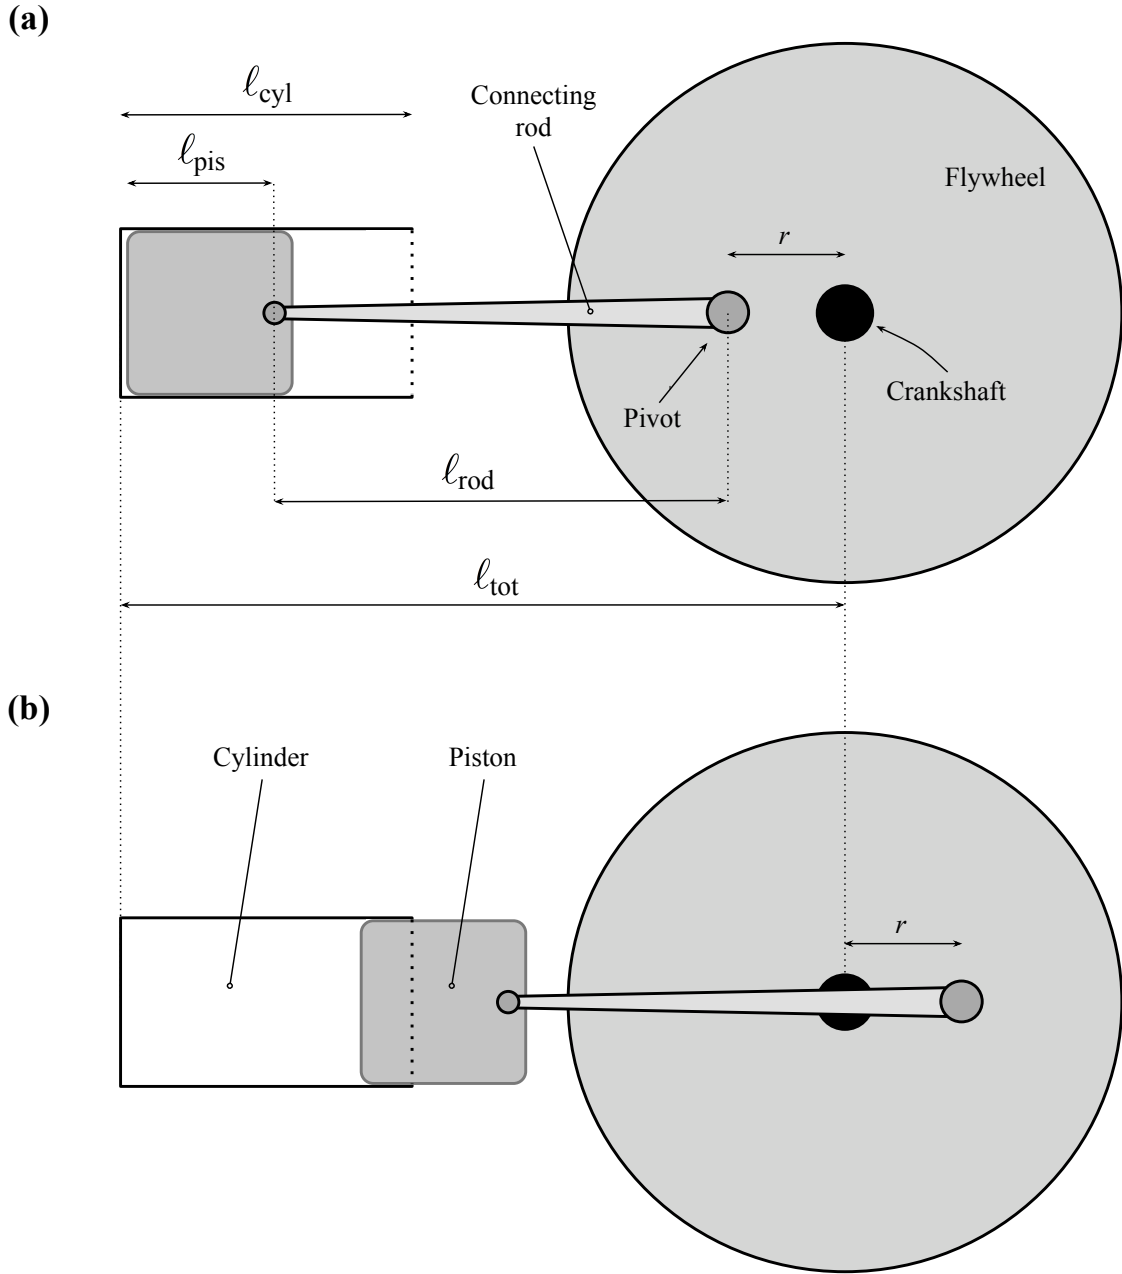 (a)
ℓcyl
Connecting
rod
ℓpis
Flywheel
r
Crankshaft
Pivot
ℓrod
ℓtot
(b)
Cylinder
Piston
r